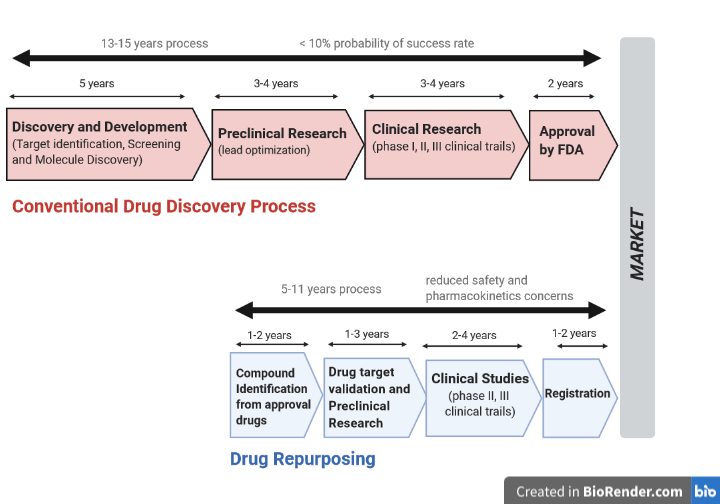 13-15 years process < 10% probability of success rate
5 years 3-4 years 3-4 years 2 years
Discovery and Development
(Target identification, Screening
and Molecule Discovery)
Preclinical Research
(lead optimization)
Clinical Research
(phase I, II, III clinical trails)
Approval
by FDA
Conventional Drug Discovery Process
MARKET
5-11 years process
reduced safety and
pharmacokinetics concerns
1-2 years 1-3 years 2-4 years 1-2 years
Compound
Identification
from approval
drugs
Drug target
validation and
Preclinical
Research
Clinical Studies
(phase II, III
clinical trails)
Registration
Drug Repurposing
Created in BioRender.com bio